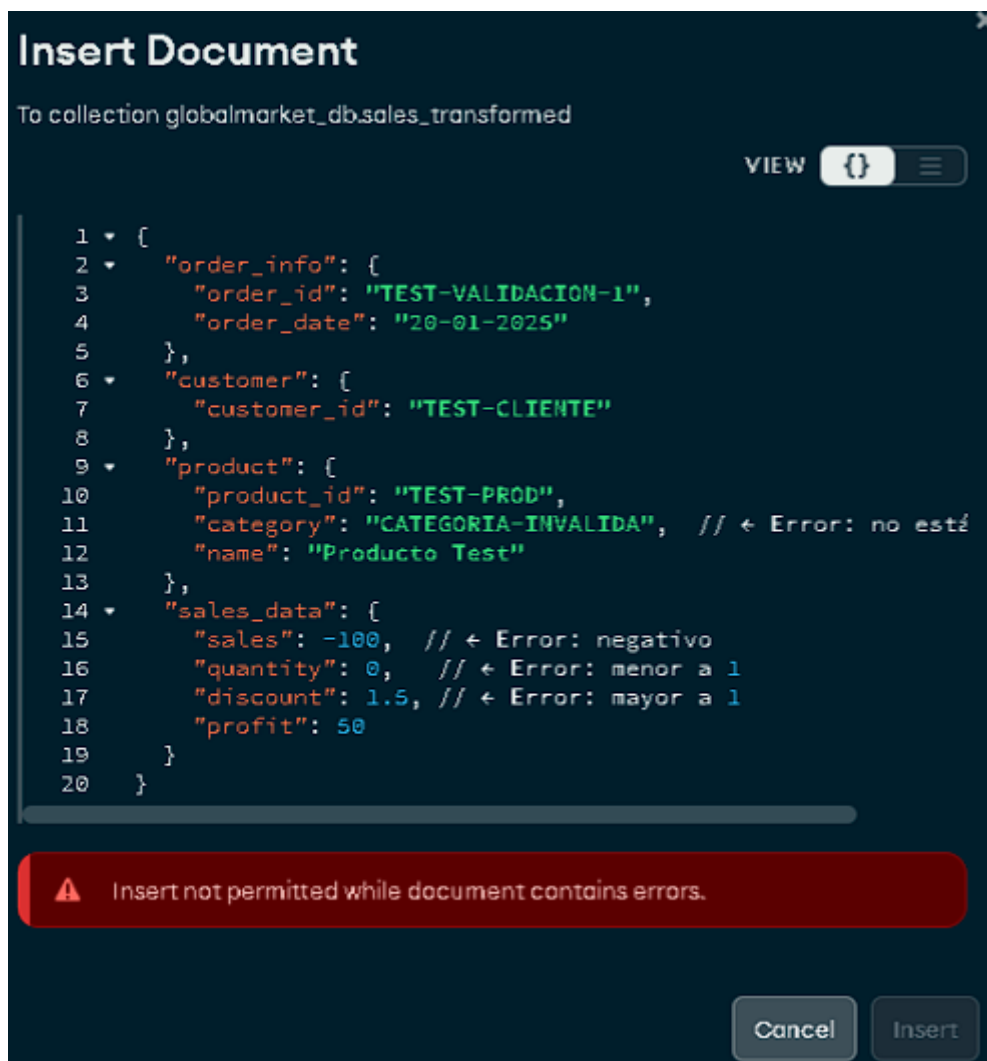 Insert Document
To collection globalmarket_db.sales_transformed
VIEW {}
1 {
2 "order_info": {
3 "order_id": "TEST-VALIDACION-1",
4 "order_date": "20-01-2025"
5 },
6 "customer": {
7 "customer_id": "TEST-CLIENTE"
8 },
9 "product": {
10 "product_id": "TEST-PROD",
11 "category": "CATEGORIA-INVALIDA", // ← Error: no está
12 "name": "Producto Test"
13 },
14 "sales_data": {
15 "sales": -100, // ← Error: negativo
16 "quantity": 0, // ← Error: menor a 1
17 "discount": 1.5, // ← Error: mayor a 1
18 "profit": 50
19 }
20 }
Insert not permitted while document contains errors.
Cancel Insert